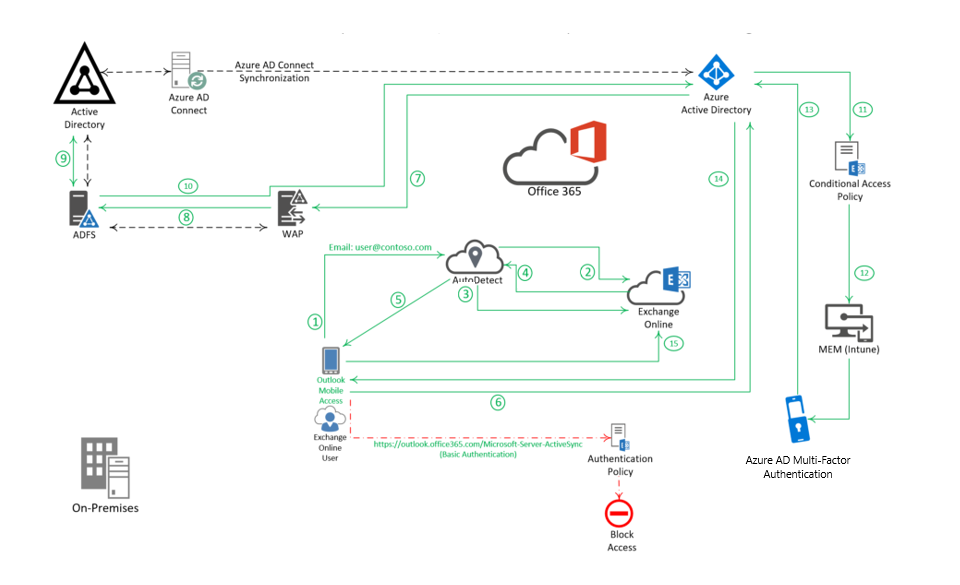 Azure AD Connect
Synchronization
Active
Directory
Azure AD
Connect
Azure
Active Directory
13
11
Office 365
Conditional Access
Policy
9
10
7
14
8
ADFS
WAP
Email: user@contoso.com
AutoDetect
2
4
3
5
12
Exchange
Online
1
15
MEM (Intune)
Outlook
Mobile
Access
6
Exchange
Online
User
https://outlook.office365.com/Microsoft-Server-ActiveSync
(Basic Authentication)
Authentication
Policy
Azure AD Multi-Factor
Authentication
On-Premises
Block
Access